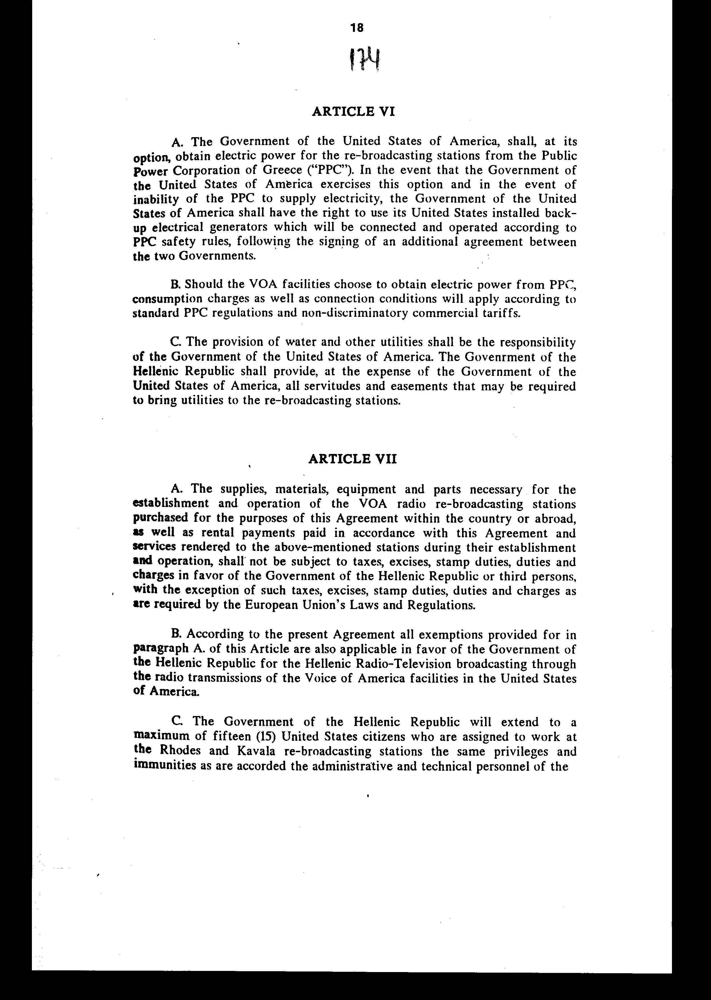 18
174
ARTICLE VI
A. The Government of the United States of America, shall, at its
option, obtain electric power for the re-broadcasting stations from the Public
Power Corporation of Greece (“PPC”). In the event that the Government of
the United States of America exercises this option and in the event of
inability of the PPC to supply electricity, the Government of the United
States of America shall have the right to use its United States installed back-
up electrical generators which will be connected and operated according to
PPC safety rules, following the signing of an additional agreement between
the two Governments.
B. Should the VOA facilities choose to obtain electric power from PPC,
consumption charges as well as connection conditions will apply according to
standard PPC regulations and non-discriminatory commercial tariffs.
C. The provision of water and other utilities shall be the responsibility
of the Government of the United States of America. The Govenrment of the
Hellenic Republic shall provide, at the expense of the Government of the
United States of America, all servitudes and easements that may be required
to bring utilities to the re-broadcasting stations.
ARTICLE VII
A. The supplies, materials, equipment and parts necessary for the
establishment and operation of the VOA radio re-broadcasting stations
purchased for the purposes of this Agreement within the country or abroad,
as well as rental payments paid in accordance with this Agreement and
services rendered to the above-mentioned stations during their establishment
and operation, shall not be subject to taxes, excises, stamp duties, duties and
charges in favor of the Government of the Hellenic Republic or third persons,
with the exception of such taxes, excises, stamp duties, duties and charges as
are required by the European Union’s Laws and Regulations.
B. According to the present Agreement all exemptions provided for in
paragraph A. of this Article are also applicable in favor of the Government of
the Hellenic Republic for the Hellenic Radio-Television broadcasting through
the radio transmissions of the Voice of America facilities in the United States
of America.
C. The Government of the Hellenic Republic will extend to a
maximum of fifteen (15) United States citizens who are assigned to work at
the Rhodes and Kavala re-broadcasting stations the same privileges and
immunities as are accorded the administrative and technical personnel of the